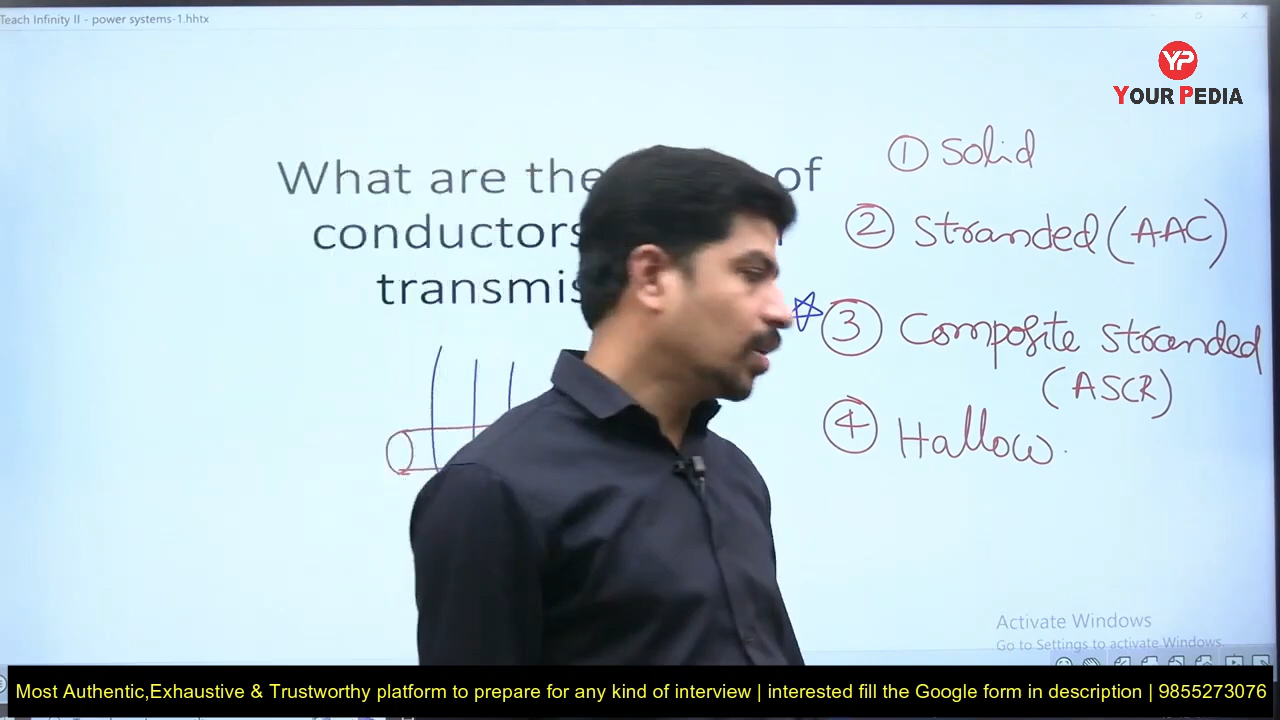 Teach Infinity II - power systems-1.hhtx
YP
YOUR PEDIA
What are the of
conductors
transmis
① Solid
② Stranded (AAC)
③ Composite Stranded
(ASCR)
④ Hallow.
Activate Windows
Go to Settings to activate Windows.
Most Authentic,Exhaustive & Trustworthy platform to prepare for any kind of interview | interested fill the Google form in description | 9855273076